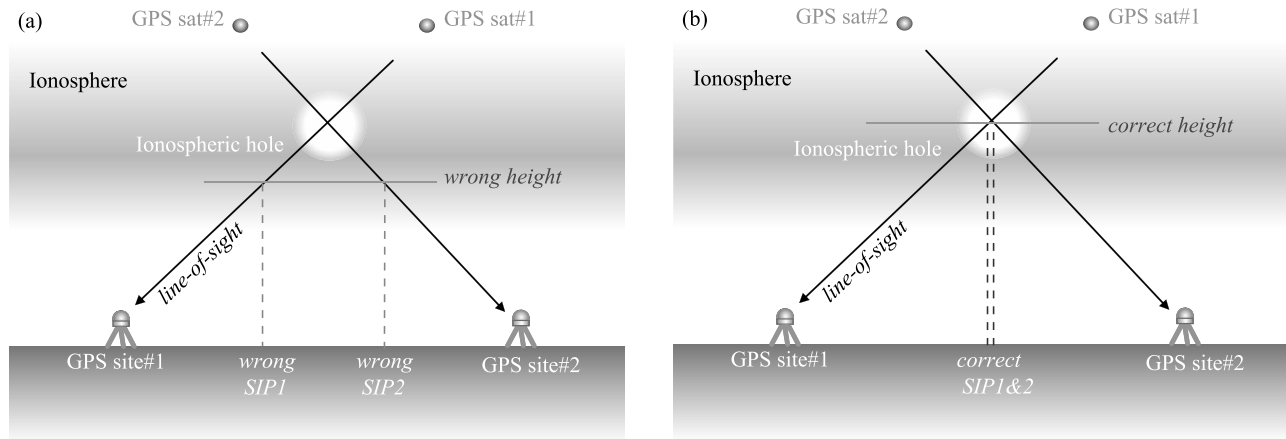 (a)
GPS sat#2
GPS sat#1
Ionosphere
Ionospheric hole
wrong height
line-of-sight
GPS site#1
wrong
SIP1
wrong
SIP2
GPS site#2
(b)
GPS sat#2
GPS sat#1
Ionosphere
correct height
Ionospheric hole
line-of-sight
GPS site#1
correct
SIP1&2
GPS site#2